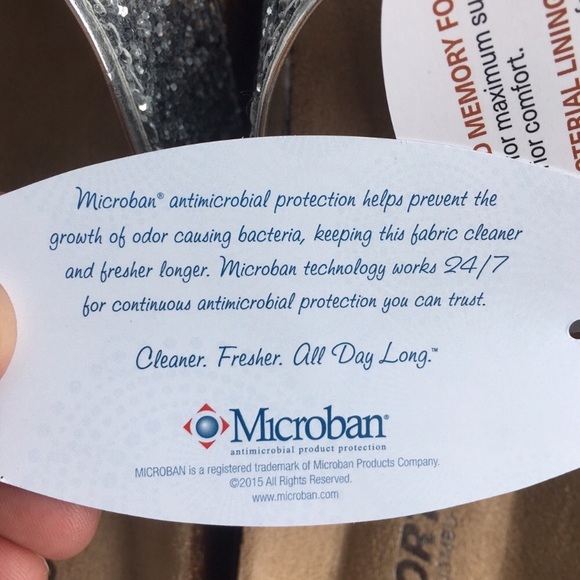 Microban® antimicrobial protection helps prevent the
growth of odor causing bacteria, keeping this fabric cleaner
and fresher longer. Microban technology works 24/7
for continuous antimicrobial protection you can trust.
Cleaner. Fresher. All Day Long.™
Microban®
antimicrobial product protection
MICROBAN is a registered trademark of Microban Products Company.
©2015 All Rights Reserved.
www.microban.com
D MEMORY FO
for maximum su
ior comfort.
TERIAL LINING